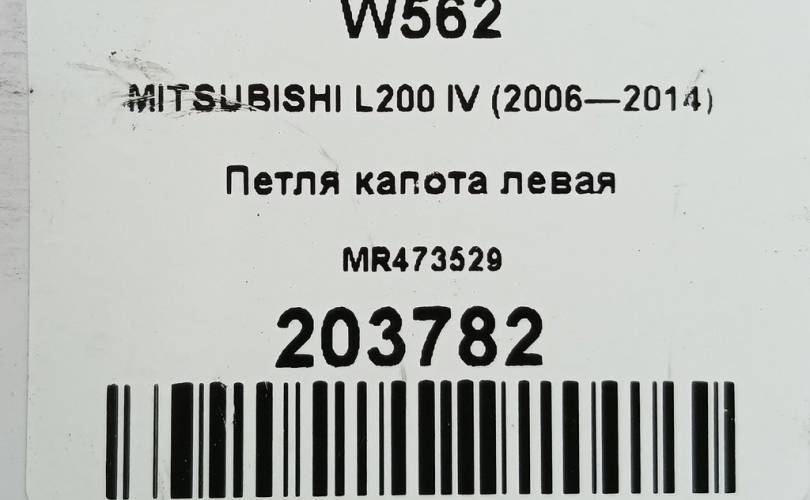 W562
MITSUBISHI L200 IV (2006—2014)
Петля капота левая
MR473529
203782